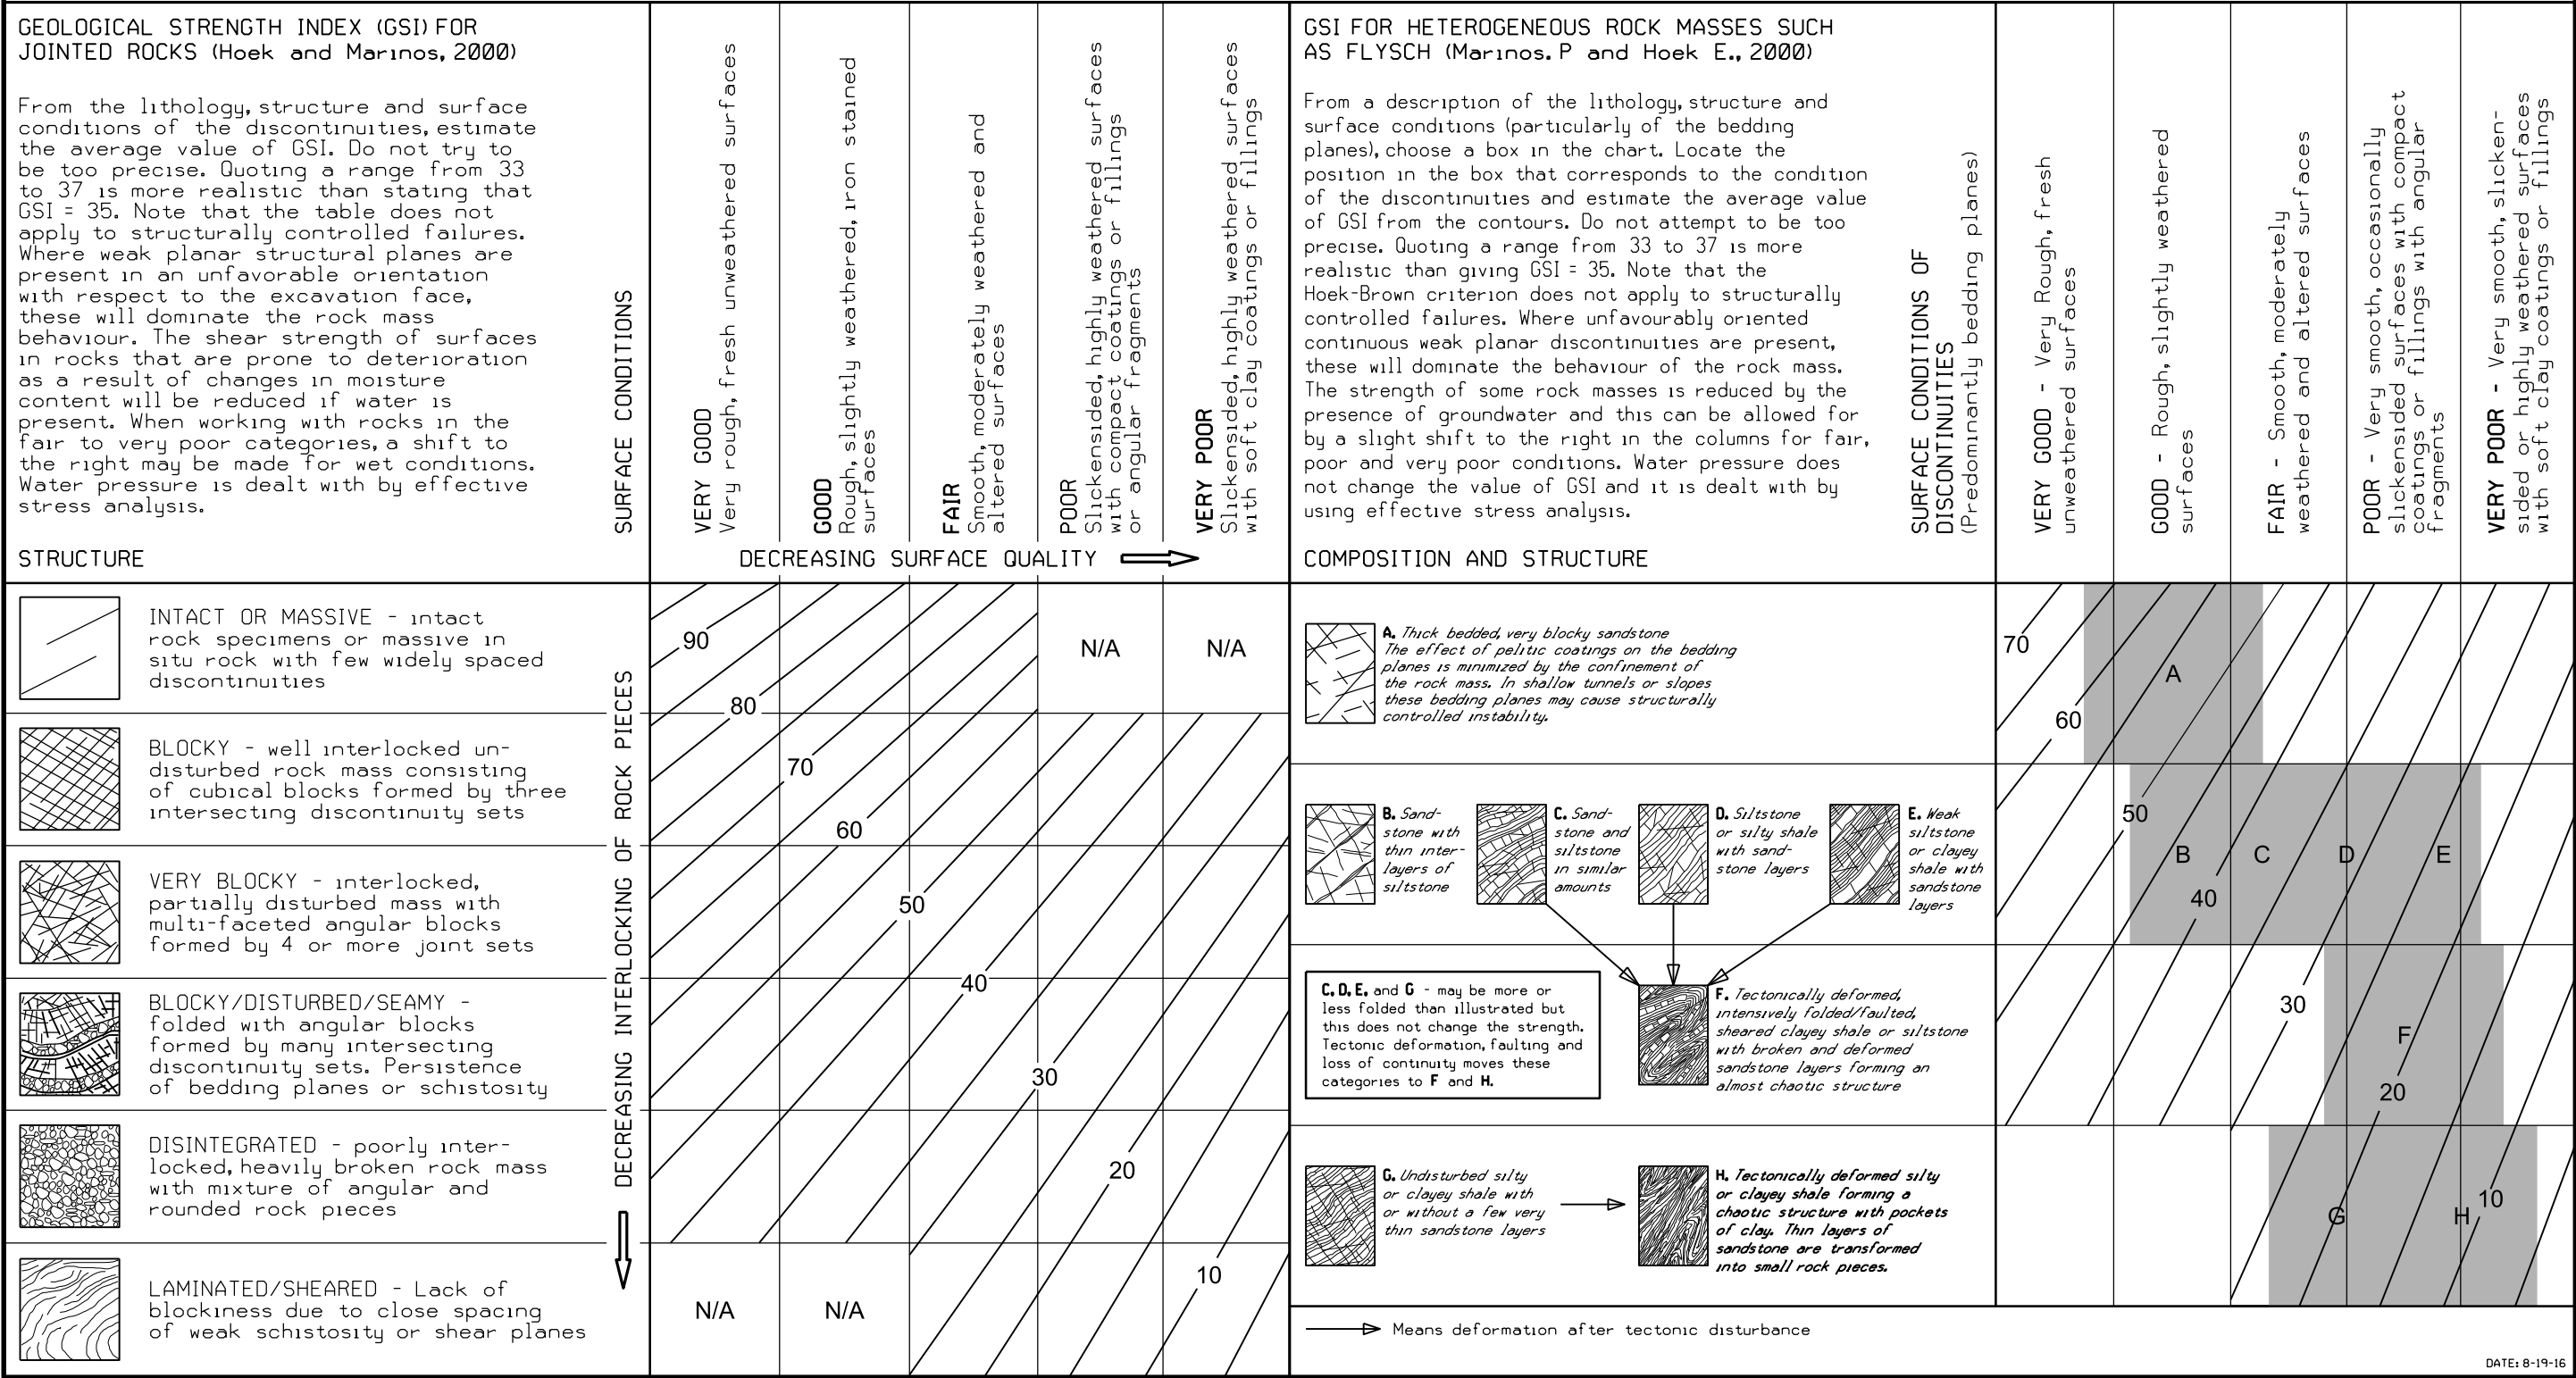 GEOLOGICAL STRENGTH INDEX (GSI) FOR
JOINTED ROCKS (Hoek and Marinos, 2000)
From the lithology, structure and surface
conditions of the discontinuities, estimate
the average value of GSI. Do not try to
be too precise. Quoting a range from 33
to 37 is more realistic than stating that
GSI = 35. Note that the table does not
apply to structurally controlled failures.
Where weak planar structural planes are
present in an unfavorable orientation
with respect to the excavation face,
these will dominate the rock mass
behaviour. The shear strength of surfaces
in rocks that are prone to deterioration
as a result of changes in moisture
content will be reduced if water is
present. When working with rocks in the
fair to very poor categories, a shift to
the right may be made for wet conditions.
Water pressure is dealt with by effective
stress analysis.
STRUCTURE
SURFACE CONDITIONS
VERY GOOD
Very rough, fresh unweathered surfaces
GOOD
Rough, slightly weathered, iron stained
surfaces
FAIR
Smooth, moderately weathered and
altered surfaces
POOR
Slickensided, highly weathered surfaces
with compact coatings or fillings
or angular fragments
VERY POOR
Slickensided, highly weathered surfaces
with soft clay coatings or fillings
DECREASING SURFACE QUALITY
INTACT OR MASSIVE - intact
rock specimens or massive in
situ rock with few widely spaced
discontinuities
BLOCKY - well interlocked un-
disturbed rock mass consisting
of cubical blocks formed by three
intersecting discontinuity sets
VERY BLOCKY - interlocked,
partially disturbed mass with
multi-faceted angular blocks
formed by 4 or more joint sets
BLOCKY/DISTURBED/SEAMY -
folded with angular blocks
formed by many intersecting
discontinuity sets. Persistence
of bedding planes or schistosity
DISINTEGRATED - poorly inter-
locked, heavily broken rock mass
with mixture of angular and
rounded rock pieces
LAMINATED/SHEARED - Lack of
blockiness due to close spacing
of weak schistosity or shear planes
DECREASING INTERLOCKING OF ROCK PIECES
90
80
70
60
50
40
30
20
10
N/A
N/A
N/A
N/A
GSI FOR HETEROGENEOUS ROCK MASSES SUCH
AS FLYSCH (Marinos. P and Hoek E., 2000)
From a description of the lithology, structure and
surface conditions (particularly of the bedding
planes), choose a box in the chart. Locate the
position in the box that corresponds to the condition
of the discontinuities and estimate the average value
of GSI from the contours. Do not attempt to be too
precise. Quoting a range from 33 to 37 is more
realistic than giving GSI = 35. Note that the
Hoek-Brown criterion does not apply to structurally
controlled failures. Where unfavourably oriented
continuous weak planar discontinuities are present,
these will dominate the behaviour of the rock mass.
The strength of some rock masses is reduced by the
presence of groundwater and this can be allowed for
by a slight shift to the right in the columns for fair,
poor and very poor conditions. Water pressure does
not change the value of GSI and it is dealt with by
using effective stress analysis.
COMPOSITION AND STRUCTURE
SURFACE CONDITIONS OF
DISCONTINUITIES
(Predominantly bedding planes)
VERY GOOD - Very Rough, fresh
unweathered surfaces
GOOD - Rough, slightly weathered
surfaces
FAIR - Smooth, moderately
weathered and altered surfaces
POOR - Very smooth, occasionally
slickensided surfaces with compact
coatings or fillings with angular
fragments
VERY POOR - Very smooth, slicken-
sided or highly weathered surfaces
with soft clay coatings or fillings
A. Thick bedded, very blocky sandstone
The effect of pelitic coatings on the bedding
planes is minimized by the confinement of
the rock mass. In shallow tunnels or slopes
these bedding planes may cause structurally
controlled instability.
B. Sand-
stone with
thin inter-
layers of
siltstone
C. Sand-
stone and
siltstone
in similar
amounts
D. Siltstone
or silty shale
with sand-
stone layers
E. Weak
siltstone
or clayey
shale with
sandstone
layers
C, D, E, and G - may be more or
less folded than illustrated but
this does not change the strength.
Tectonic deformation, faulting and
loss of continuity moves these
categories to F and H.
F. Tectonically deformed,
intensively folded/faulted,
sheared clayey shale or siltstone
with broken and deformed
sandstone layers forming an
almost chaotic structure
G. Undisturbed silty
or clayey shale with
or without a few very
thin sandstone layers
H. Tectonically deformed silty
or clayey shale forming a
chaotic structure with pockets
of clay. Thin layers of
sandstone are transformed
into small rock pieces.
70
A
60
50
B C D E
40
30
F
20
G H 10
Means deformation after tectonic disturbance
DATE: 8-19-16